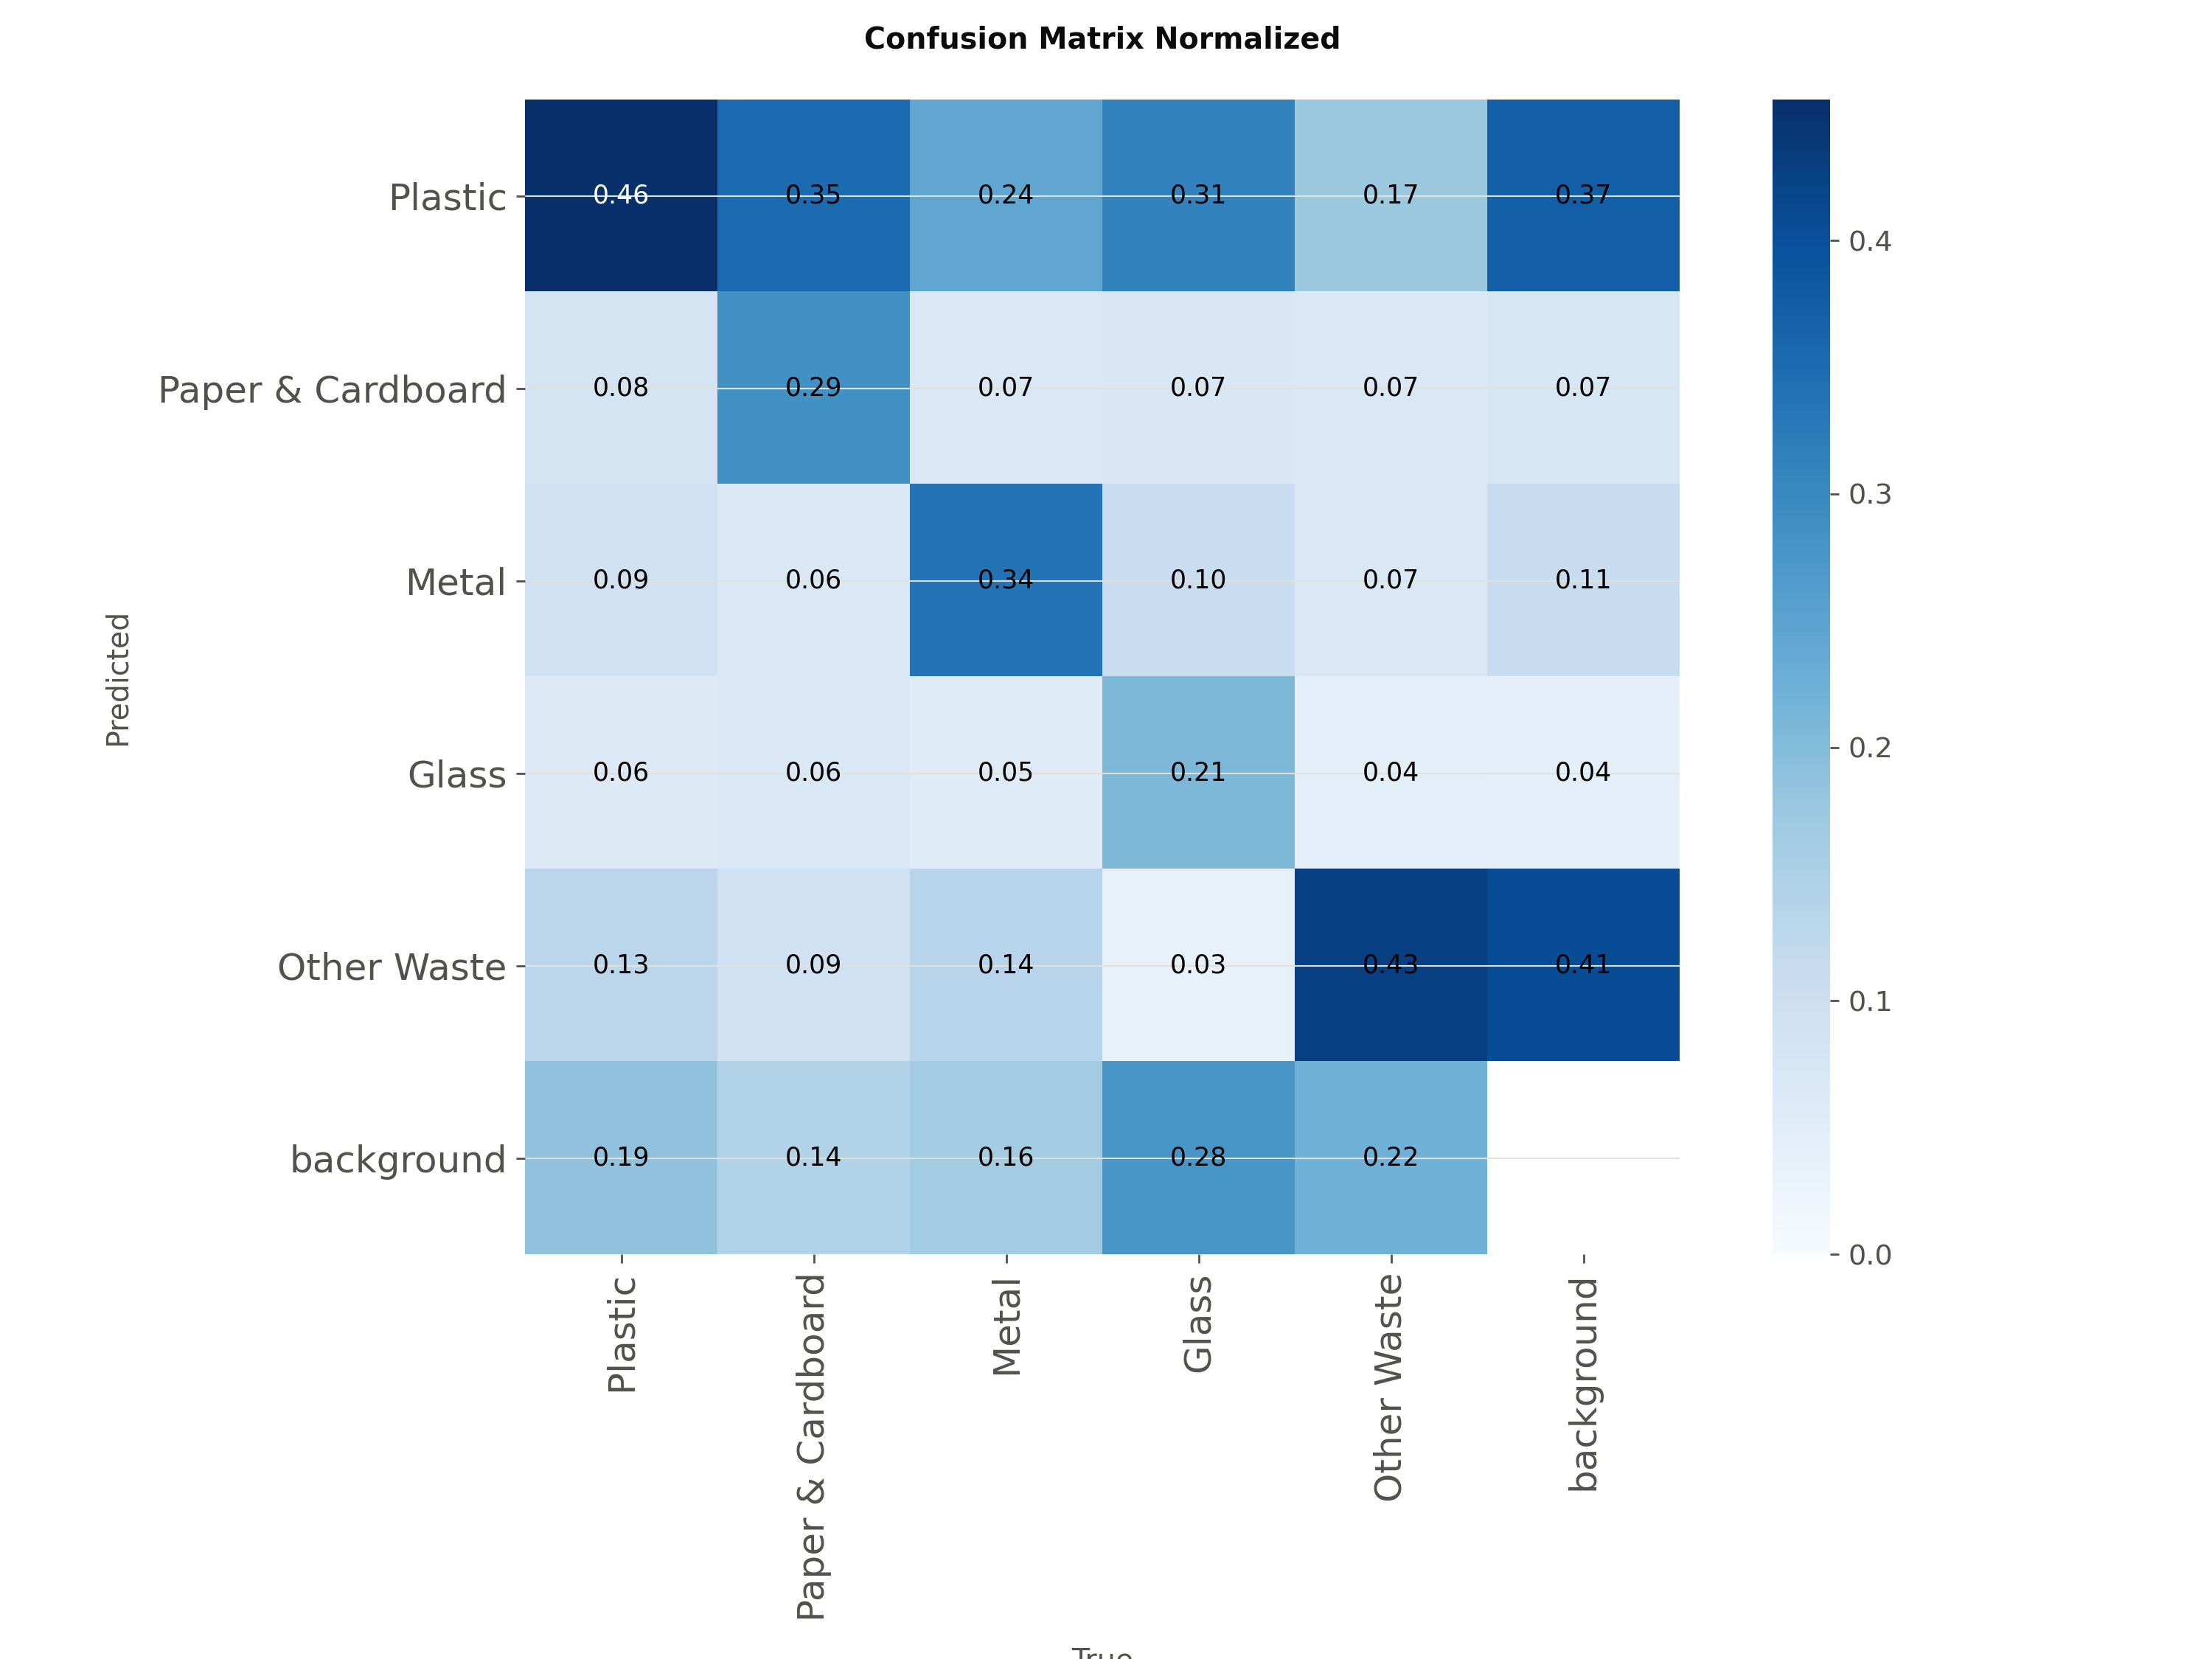 Confusion Matrix Normalized
Plastic
0.46 0.35 0.24 0.31 0.17 0.37
Paper & Cardboard
0.08 0.29 0.07 0.07 0.07 0.07
Metal
0.09 0.06 0.34 0.10 0.07 0.11
Glass
0.06 0.06 0.05 0.21 0.04 0.04
Other Waste
0.13 0.09 0.14 0.03 0.43 0.41
background
0.19 0.14 0.16 0.28 0.22
Predicted
Plastic
Paper & Cardboard
Metal
Glass
Other Waste
background
True
0.4
0.3
0.2
0.1
0.0